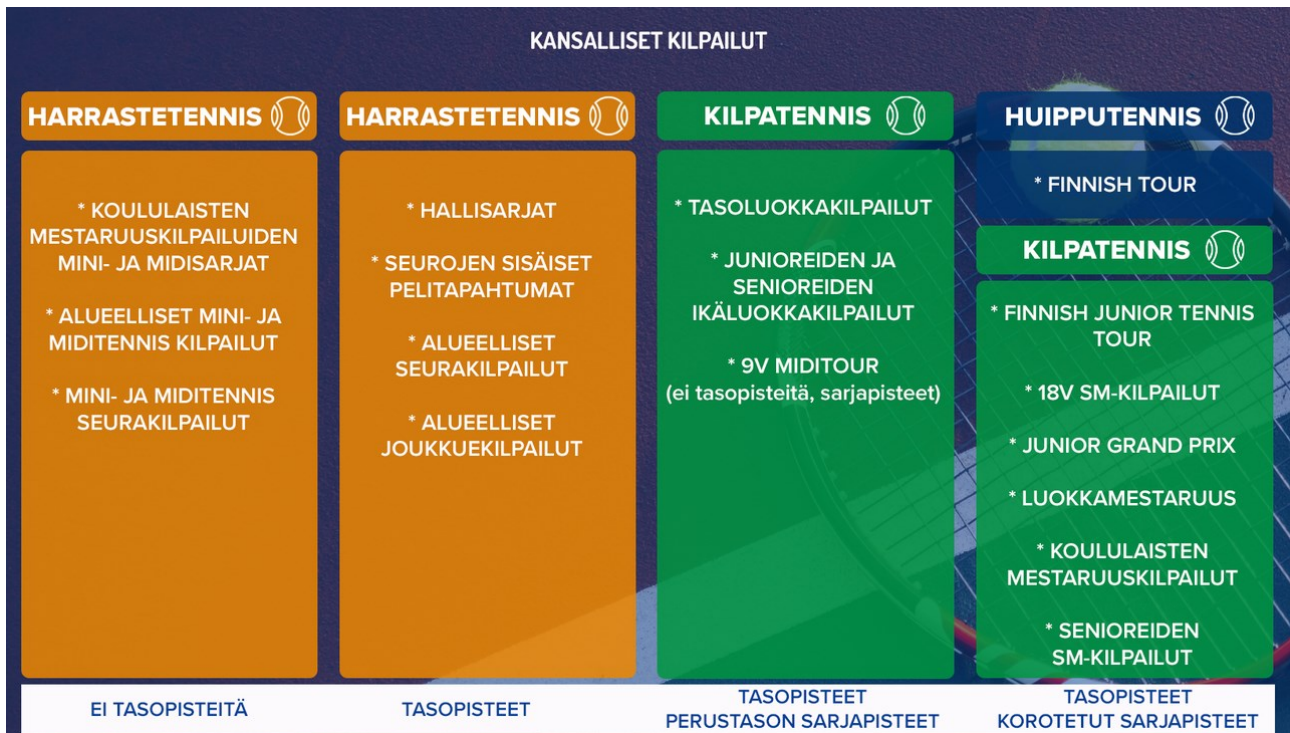 KANSALLISET KILPAILUT
HARRASTETENNIS
* KOULULAISTEN
MESTARUUSKILPAILUIDEN
MINI- JA MIDISARJAT
* ALUEELLISET MINI- JA
MIDITENNIS KILPAILUT
* MINI- JA MIDITENNIS
SEURAKILPAILUT
EI TASOPISTEITÄ
HARRASTETENNIS
* HALLISARJAT
* SEUROJEN SISÄISET
PELITAPAHTUMAT
* ALUEELLISET
SEURAKILPAILUT
* ALUEELLISET
JOUKKUEKILPAILUT
TASOPISTEET
KILPATENNIS
* TASOLUOKKAKILPAILUT
* JUNIOREIDEN JA
SENIOREIDEN
IKÄLUOKKAKILPAILUT
* 9V MIDITOUR
(ei tasopisteitä, sarjapisteet)
TASOPISTEET
PERUSTASON SARJAPISTEET
HUIPPUTENNIS
* FINNISH TOUR
KILPATENNIS
* FINNISH JUNIOR TENNIS
TOUR
* 18V SM-KILPAILUT
* JUNIOR GRAND PRIX
* LUOKKAMESTARUUS
* KOULULAISTEN
MESTARUUSKILPAILUT
* SENIOREIDEN
SM-KILPAILUT
TASOPISTEET
KOROTETUT SARJAPISTEET